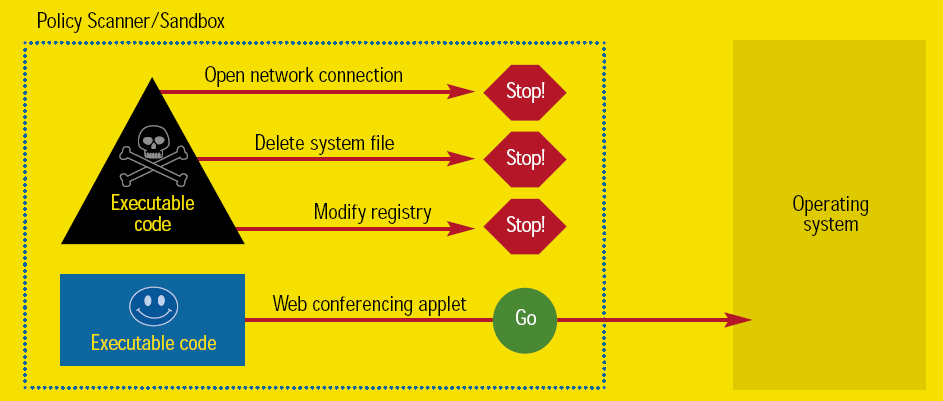 Policy Scanner/Sandbox
Open network connection
Stop!
Delete system file
Stop!
Executable
code
Modify registry
Stop!
Operating
system
Web conferencing applet
Go
Executable code